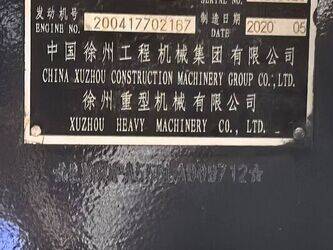 发动机号 制造日期
ENGINE NO. 200417702167 DATE 2020 05
中国徐州工程机械集团有限公司
CHINA XUZHOU CONSTRUCTION MACHINERY GROUP CO.,LTD.
徐州重型机械有限公司
XUZHOU HEAVY MACHINERY CO., LTD.